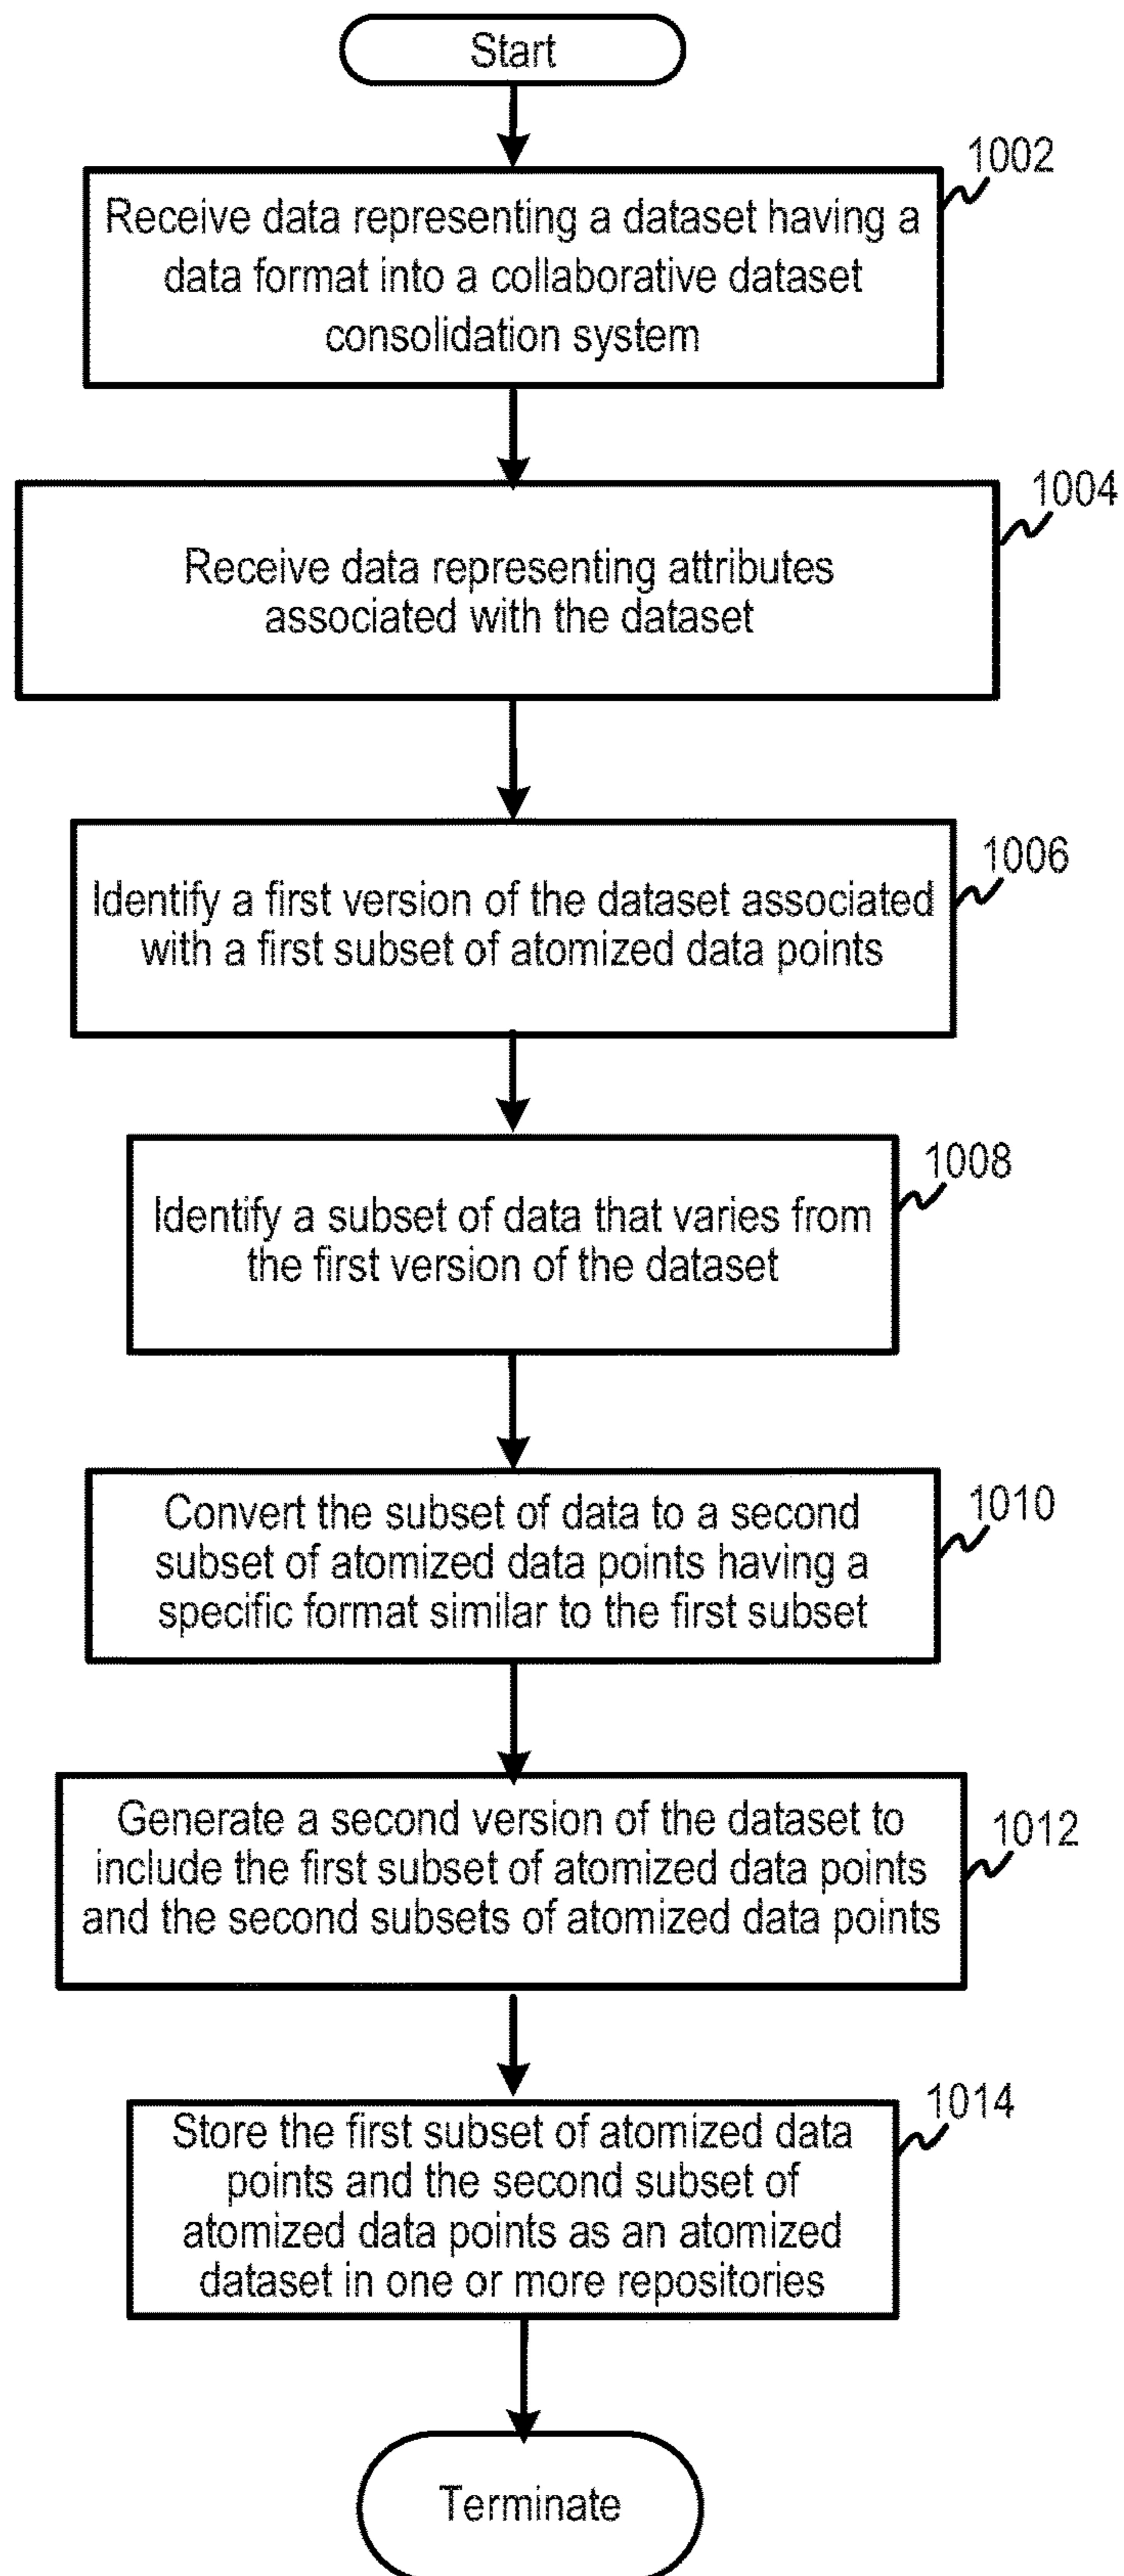 Start
1002
Receive data representing a dataset having a
data format into a collaborative dataset
consolidation system
1004
Receive data representing attributes
associated with the dataset
1006
Identify a first version of the dataset associated
with a first subset of atomized data points
1008
Identify a subset of data that varies from
the first version of the dataset
1010
Convert the subset of data to a second
subset of atomized data points having a
specific format similar to the first subset
1012
Generate a second version of the dataset to
include the first subset of atomized data points
and the second subsets of atomized data points
1014
Store the first subset of atomized data
points and the second subset of
atomized data points as an atomized
dataset in one or more repositories
Terminate